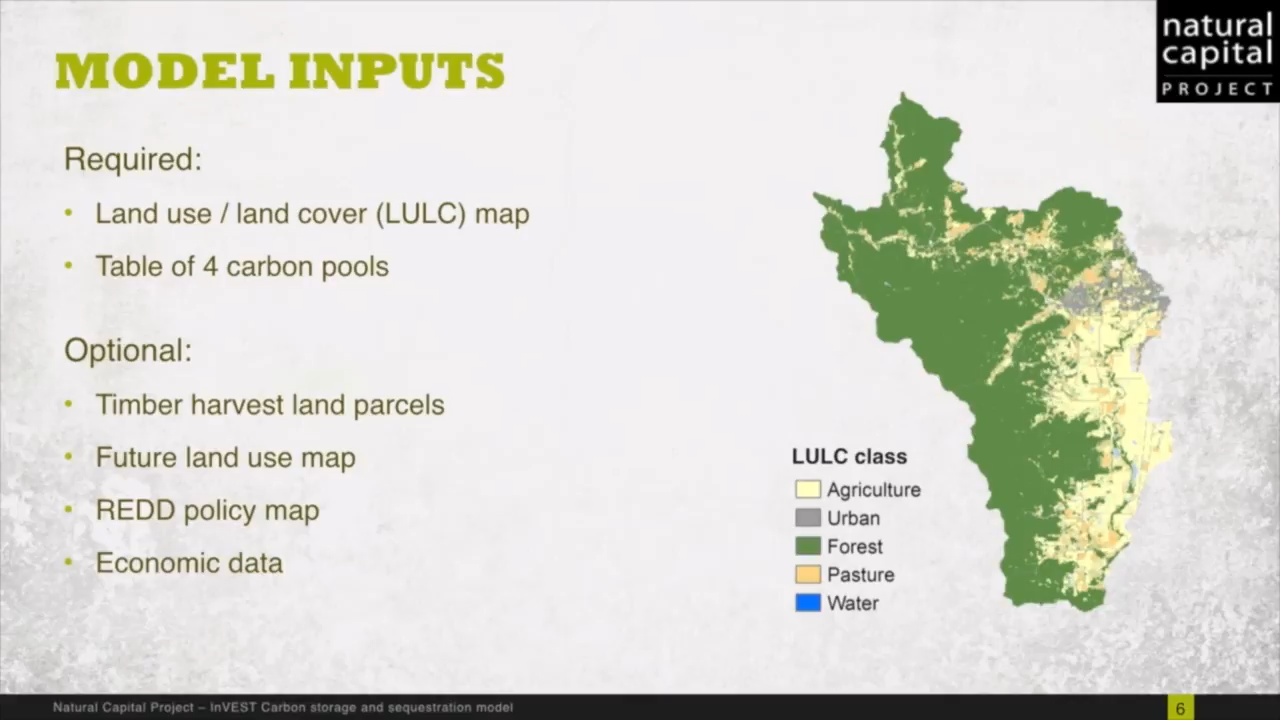 MODEL INPUTS
natural
capital
PROJECT
Required:
• Land use / land cover (LULC) map
• Table of 4 carbon pools
Optional:
• Timber harvest land parcels
• Future land use map
• REDD policy map
• Economic data
LULC class
Agriculture
Urban
Forest
Pasture
Water
Natural Capital Project – InVEST Carbon storage and sequestration model
6